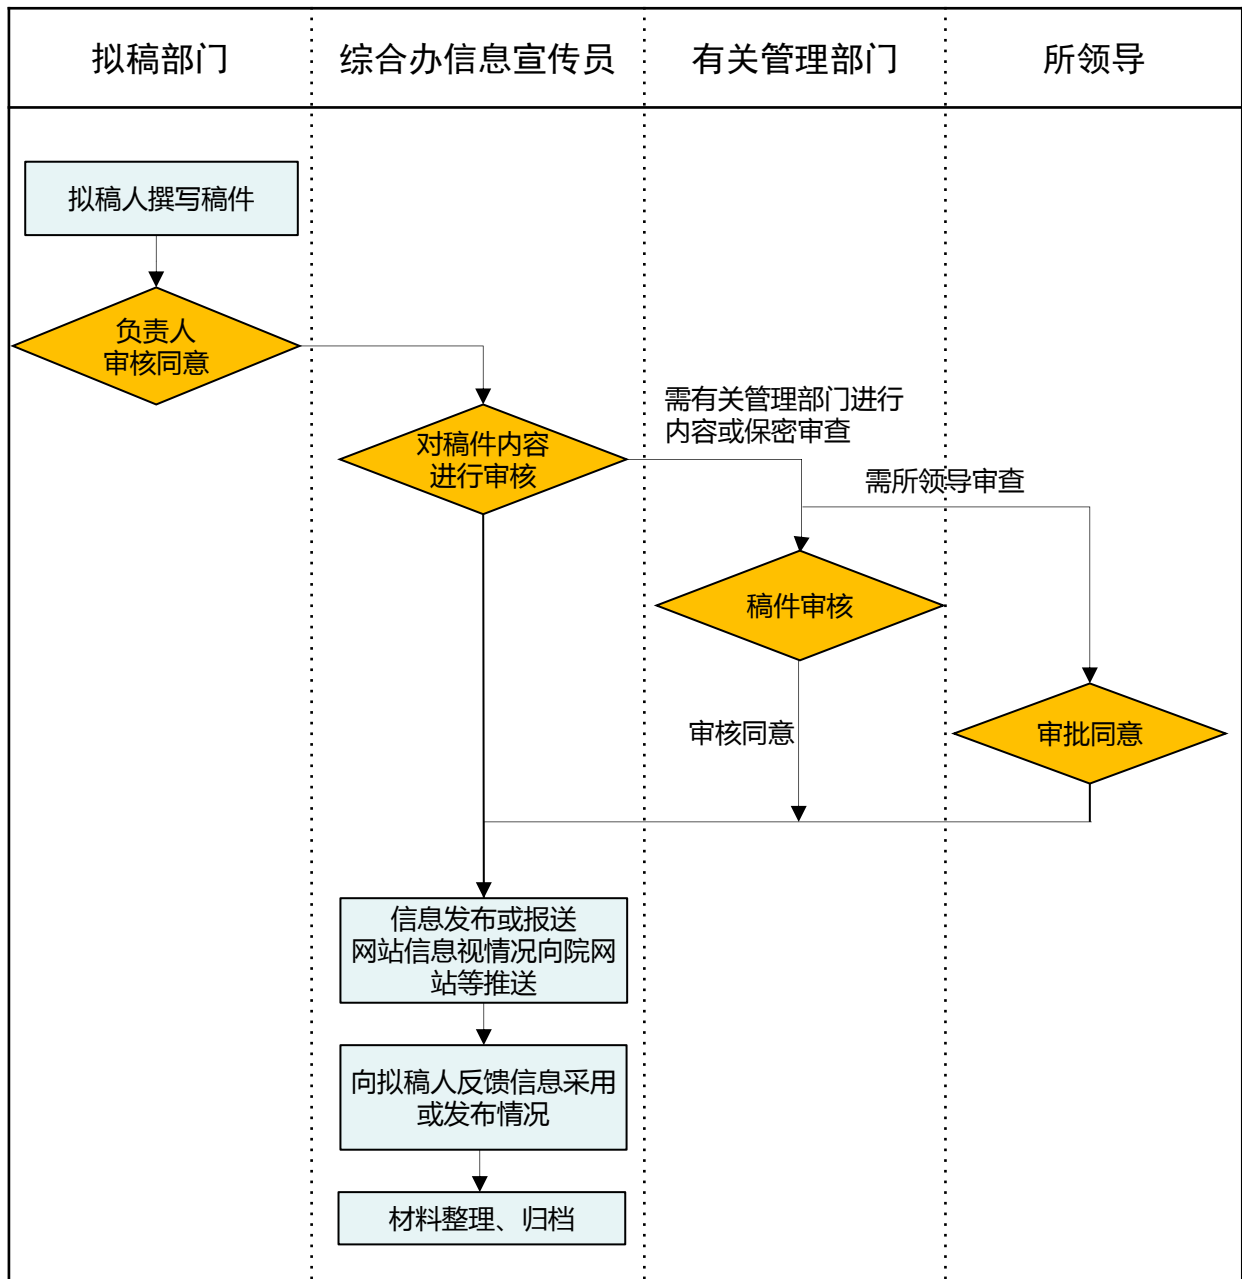 拟稿部门
综合办信息宣传员
有关管理部门
所领导
拟稿人撰写稿件
负责人
审核同意
对稿件内容
进行审核
需有关管理部门进行
内容或保密审查
需所领导审查
稿件审核
审核同意
审批同意
信息发布或报送
网站信息视情况向院网
站等推送
向拟稿人反馈信息采用
或发布情况
材料整理、归档